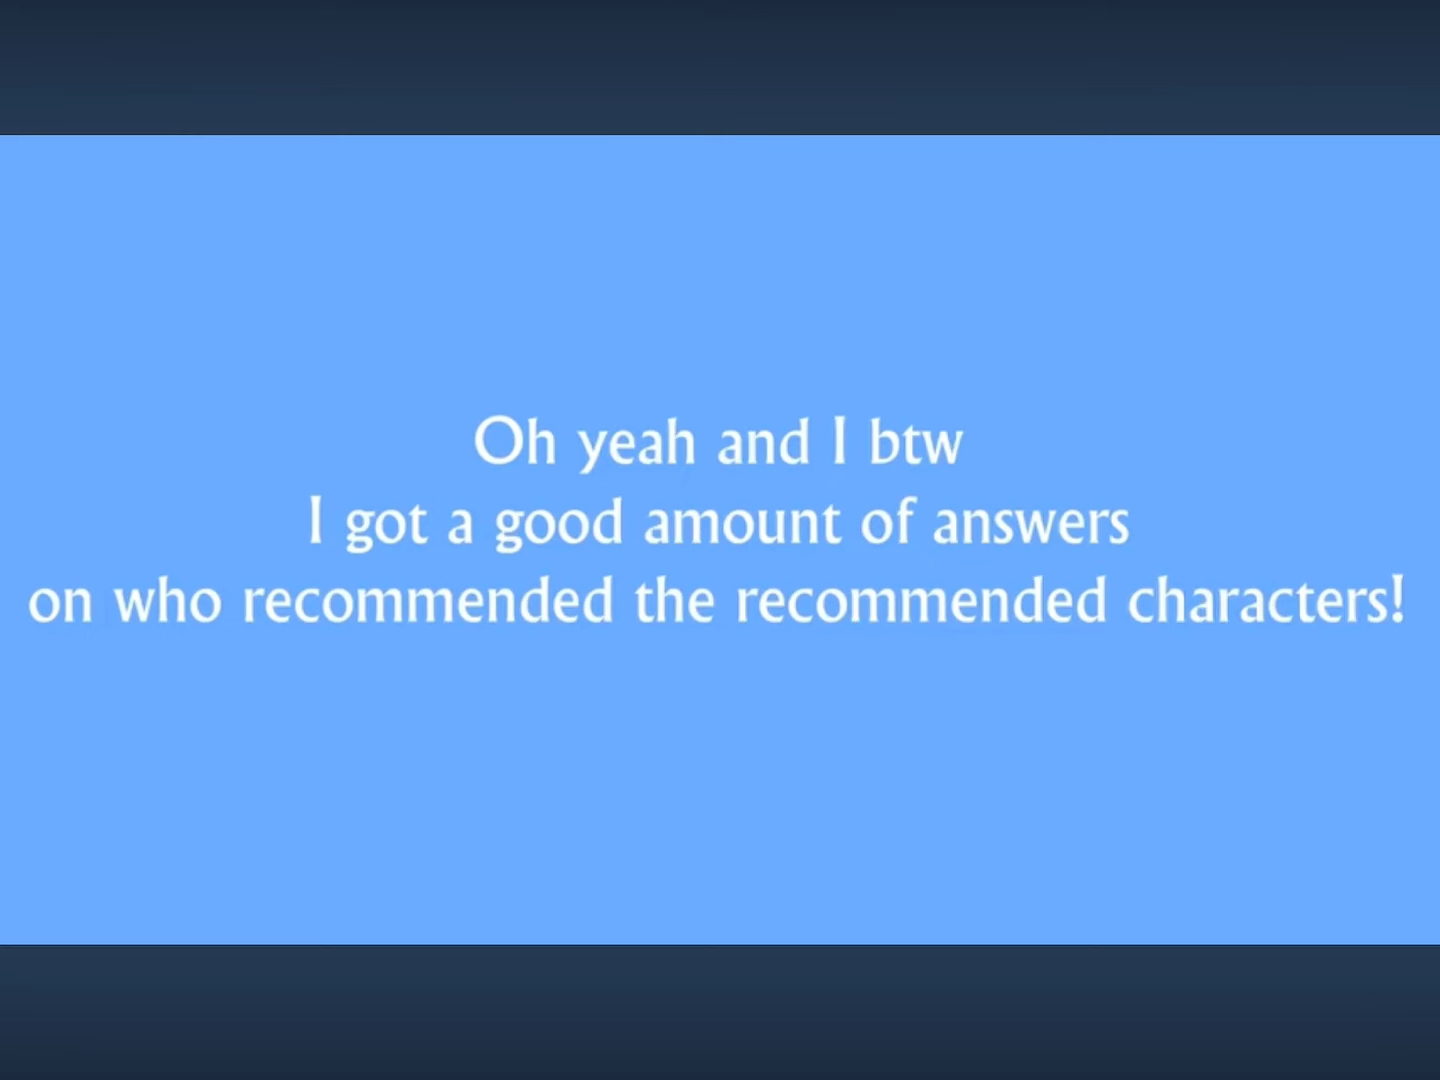 Oh yeah and I btw
I got a good amount of answers
on who recommended the recommended characters!